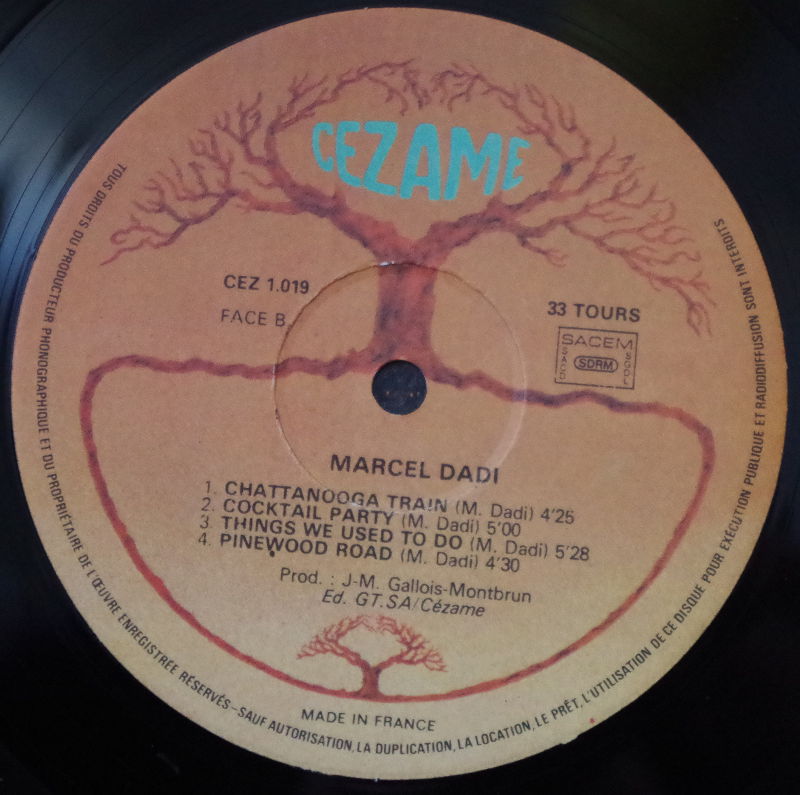 CEZAME
CEZ 1.019
FACE B.
33 TOURS
SACEM
SACD
SDRM
SGDL
MARCEL DADI
1. CHATTANOOGA TRAIN (M. Dadi) 4'25
2. COCKTAIL PARTY (M. Dadi) 5'00
3. THINGS WE USED TO DO (M. Dadi) 5'28
4. PINEWOOD ROAD (M. Dadi) 4'30
Prod. : J-M. Gallois-Montbrun
Ed. GT.SA/Cézame
MADE IN FRANCE
TOUS DROITS DU PRODUCTEUR PHONOGRAPHIQUE ET DU PROPRIÉTAIRE DE L'ŒUVRE ENREGISTREE RÉSERVÉS-SAUF AUTORISATION, LA DUPLICATION, LA LOCATION, LE PRÊT, L'UTILISATION DE CE DISQUE POUR EXÉCUTION PUBLIQUE ET RADIODIFFUSION SONT INTERDITS